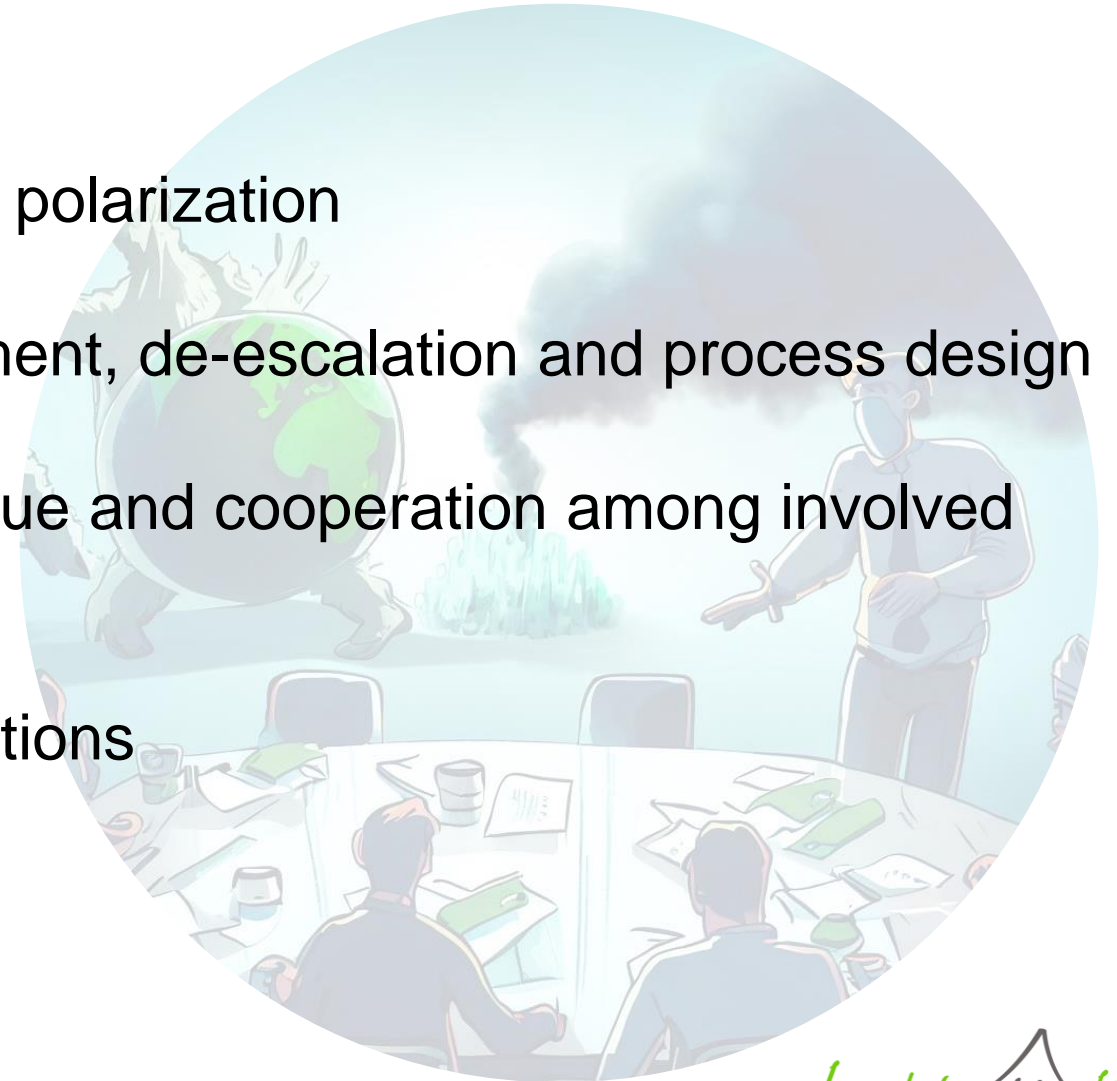 polarization
ment, de-escalation and process design
ue and cooperation among involved
tions